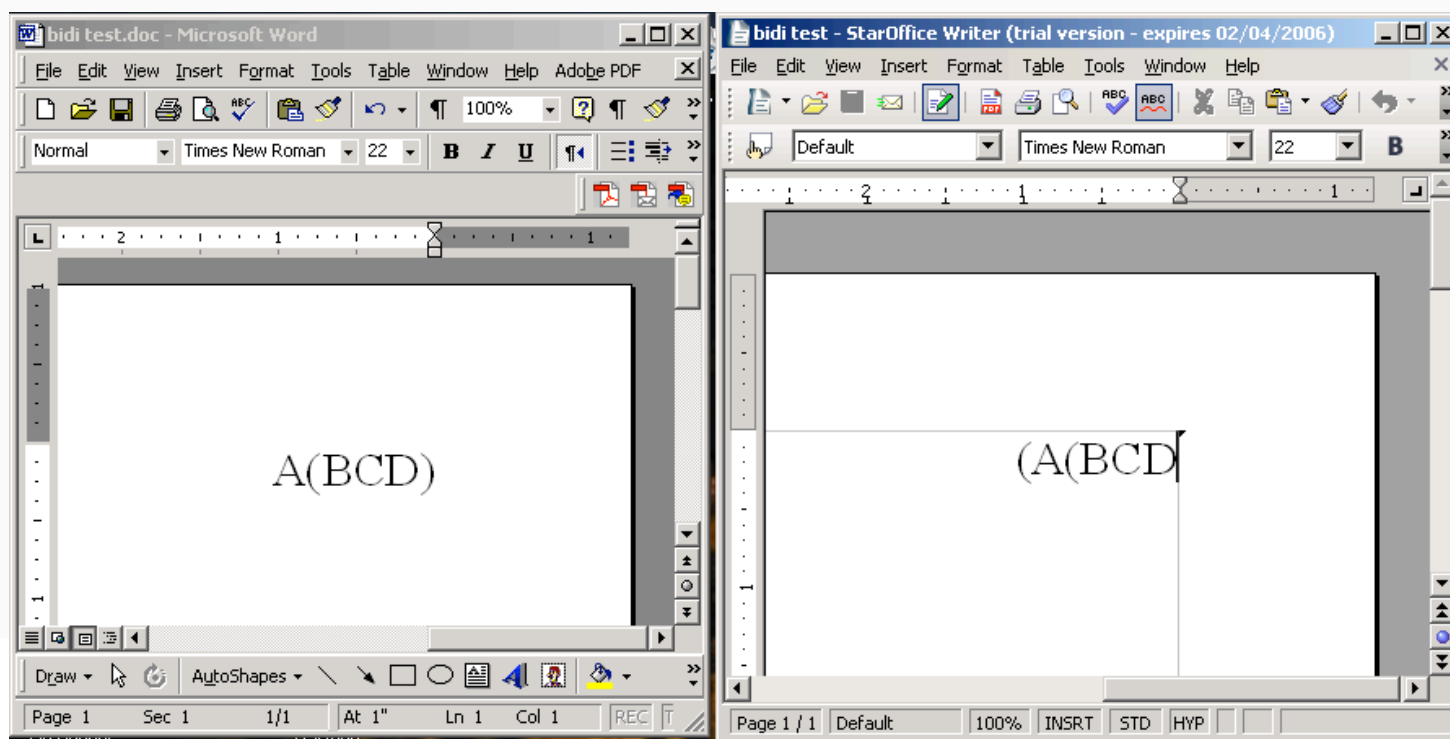 bidi test.doc - Microsoft Word
File Edit View Insert Format Tools Table Window Help Adobe PDF
100%
Normal Times New Roman 22 B I U
2 1 1
A(BCD)
Draw AutoShapes
Page 1 Sec 1 1/1 At 1" Ln 1 Col 1 REC T
bidi test - StarOffice Writer (trial version - expires 02/04/2006)
File Edit View Insert Format Table Tools Window Help
Default Times New Roman 22 B
2 1 1
(A(BCD
Page 1 / 1 Default 100% INSRT STD HYP